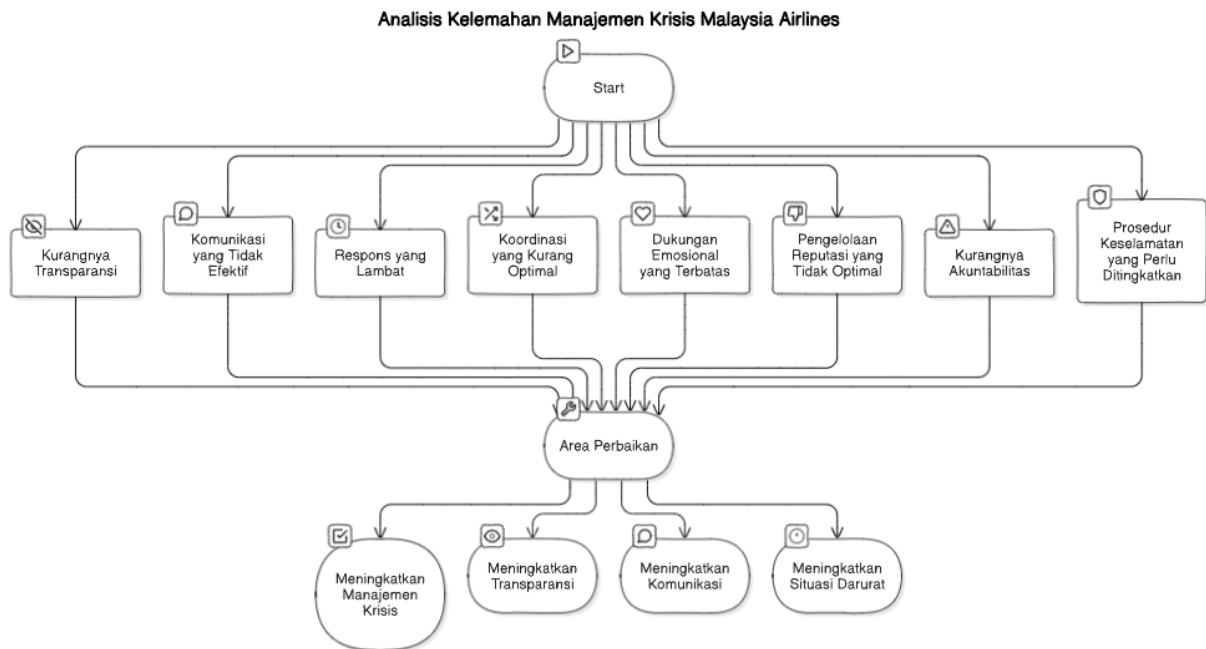 Analisis Kelemahan Manajemen Krisis Malaysia Airlines
Start
Kurangnya
Transparansi
Komunikasi
yang Tidak
Efektif
Respons yang
Lambat
Koordinasi
yang Kurang
Optimal
Dukungan
Emosional
yang Terbatas
Pengelolaan
Reputasi yang
Tidak Optimal
Kurangnya
Akuntabilitas
Prosedur
Keselamatan
yang Perlu
Ditingkatkan
Area Perbaikan
Meningkatkan
Manajemen
Krisis
Meningkatkan
Transparansi
Meningkatkan
Komunikasi
Meningkatkan
Situasi Darurat